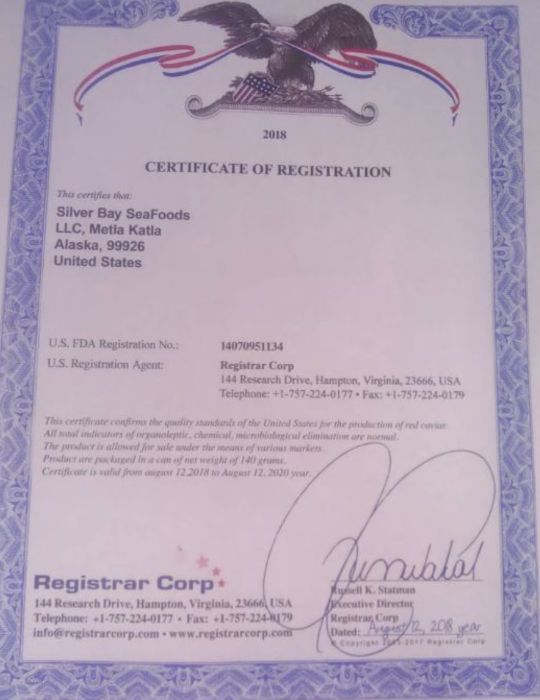 2018
CERTIFICATE OF REGISTRATION
This certifies that:
Silver Bay SeaFoods
LLC, Metla Katla
Alaska, 99926
United States
U.S. FDA Registration No.: 14070951134
U.S. Registration Agent: Registrar Corp
144 Research Drive, Hampton, Virginia, 23666, USA
Telephone: +1-757-224-0177 • Fax: +1-757-224-0179
This certificate confirms the quality standards of the United States for the production of red caviar.
All total indicators of organoleptic, chemical, microbiological elimination are normal.
The product is allowed for sale under the means of various markets.
Product are packaged in a can of net weight of 140 grams.
Certificate is valid from august 12.2018 to August 12, 2020 year.
Registrar Corp
144 Research Drive, Hampton, Virginia, 23666, USA
Telephone: +1-757-224-0177 • Fax: +1-757-224-0179
info@registrarcorp.com • www.registrarcorp.com
Russell K. Statman
Executive Director
Registrar Corp
Dated: August 12, 2018 year
© Copyright 2003-2017 Registrar Corp